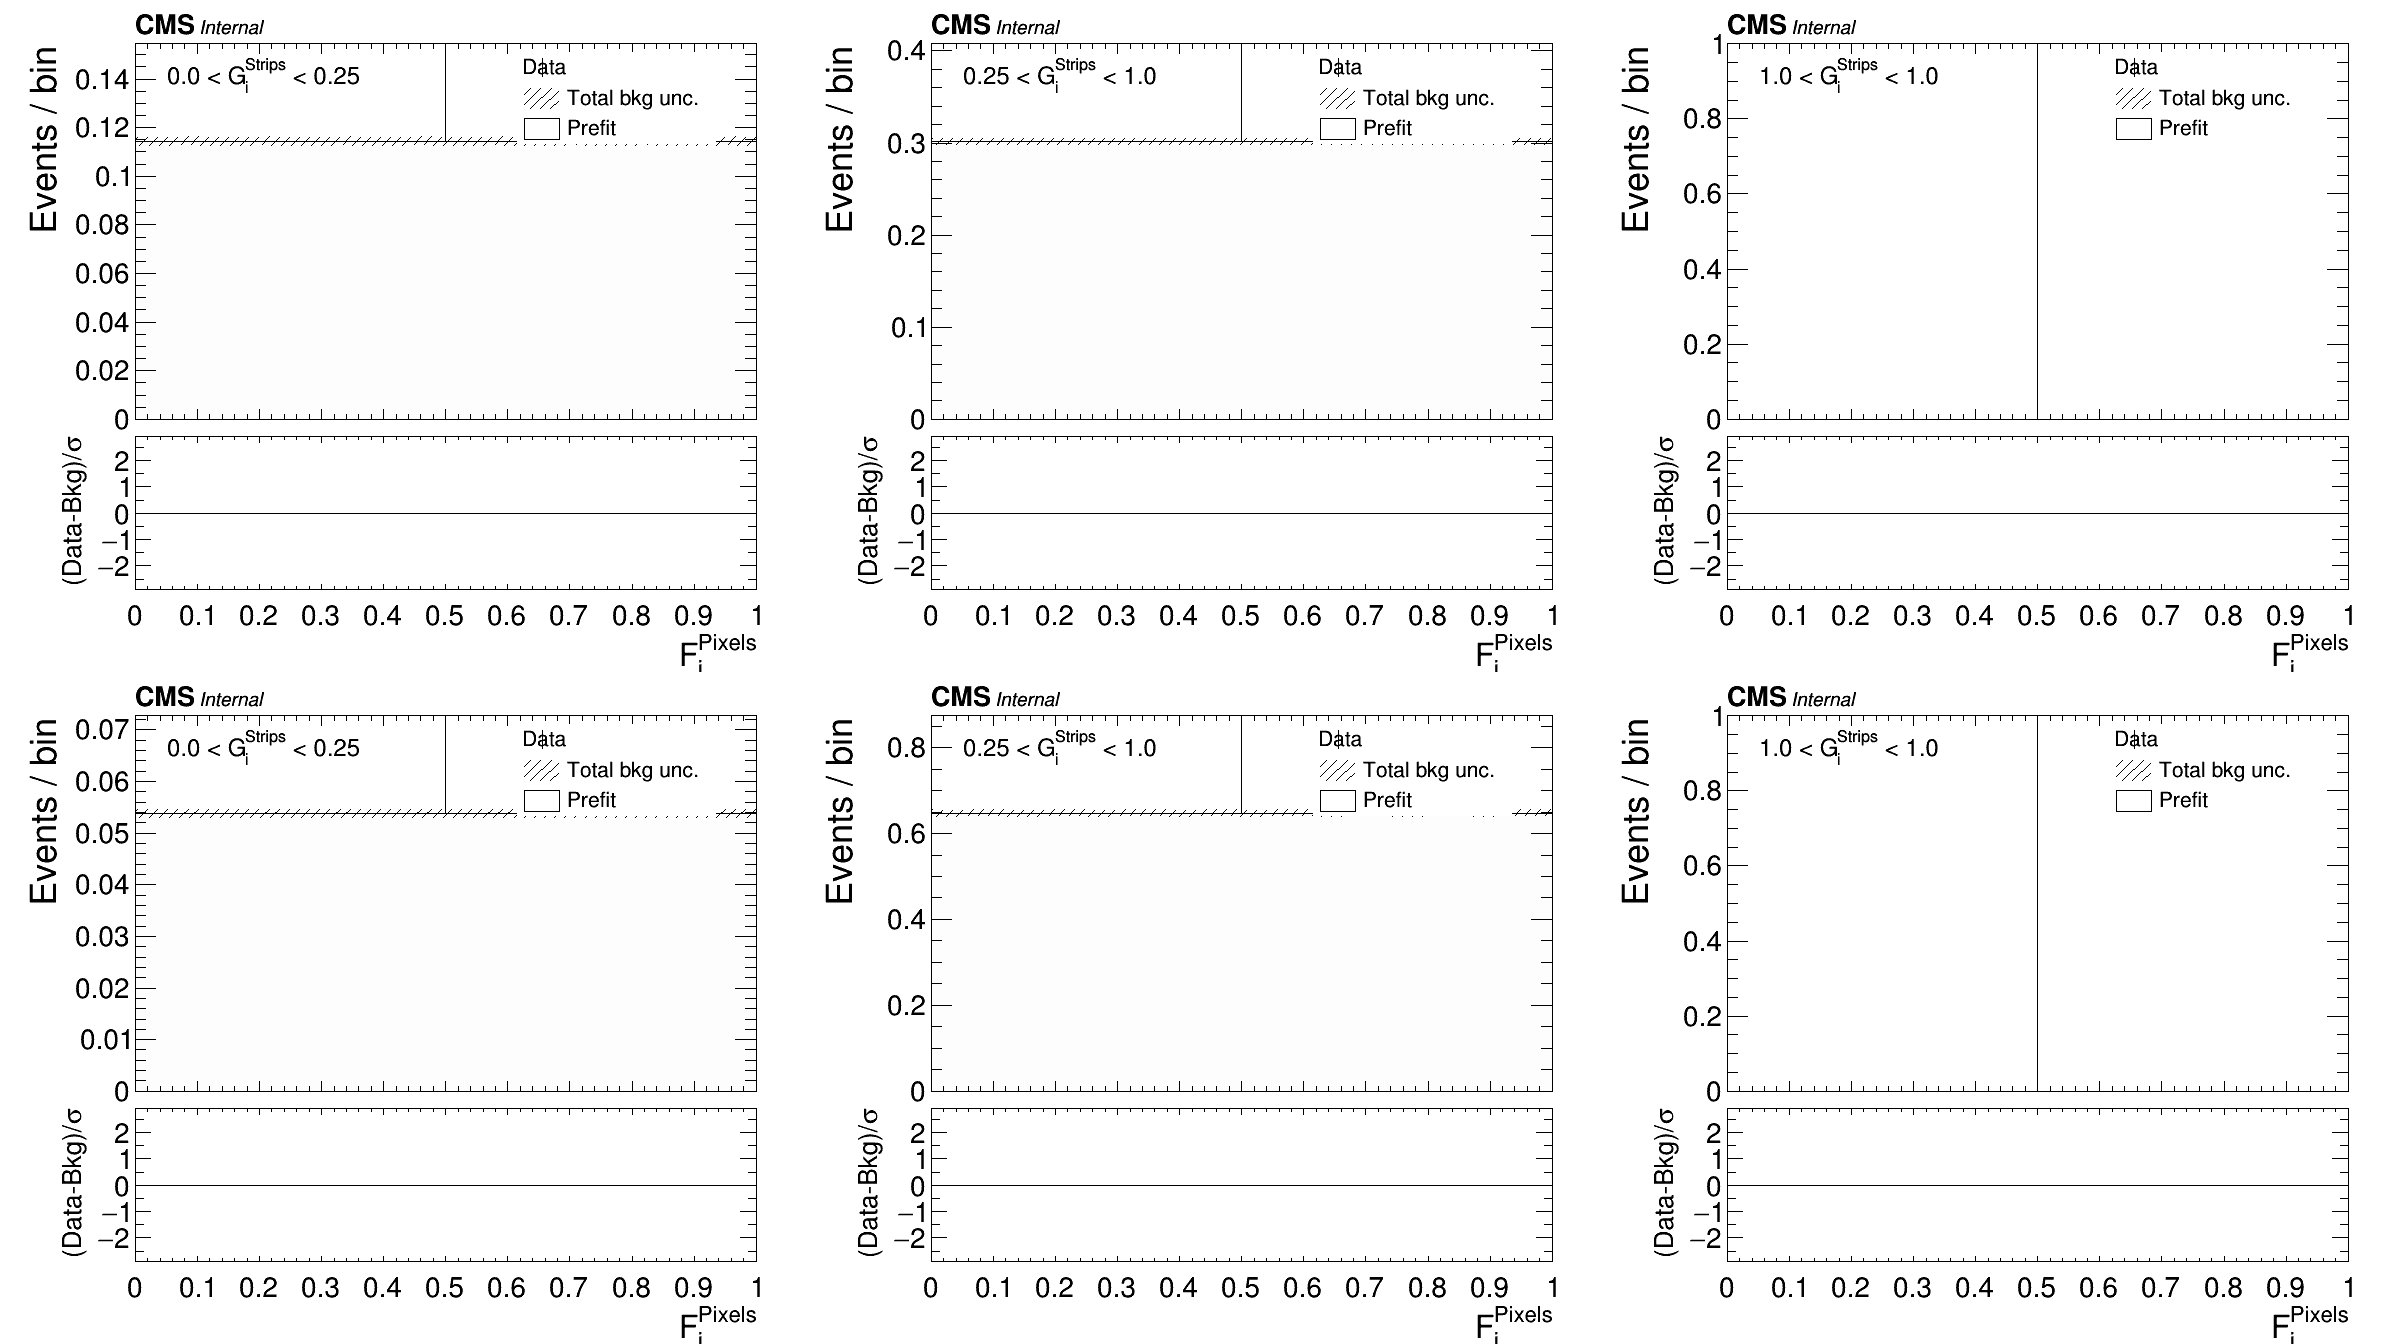 CMS Internal
Events / bin
0.0 < G_i^Strips < 0.25
Data
Total bkg unc.
Prefit
0.14
0.12
0.1
0.08
0.06
0.04
0.02
0
(Data-Bkg)/σ
2
1
0
−1
−2
0 0.1 0.2 0.3 0.4 0.5 0.6 0.7 0.8 0.9 1
F_i^Pixels
CMS Internal
Events / bin
0.25 < G_i^Strips < 1.0
Data
Total bkg unc.
Prefit
0.4
0.3
0.2
0.1
0
(Data-Bkg)/σ
2
1
0
−1
−2
0 0.1 0.2 0.3 0.4 0.5 0.6 0.7 0.8 0.9 1
F_i^Pixels
CMS Internal
Events / bin
1.0 < G_i^Strips < 1.0
Data
Total bkg unc.
Prefit
1
0.8
0.6
0.4
0.2
0
(Data-Bkg)/σ
2
1
0
−1
−2
0 0.1 0.2 0.3 0.4 0.5 0.6 0.7 0.8 0.9 1
F_i^Pixels
CMS Internal
Events / bin
0.0 < G_i^Strips < 0.25
Data
Total bkg unc.
Prefit
0.07
0.06
0.05
0.04
0.03
0.02
0.01
0
(Data-Bkg)/σ
2
1
0
−1
−2
0 0.1 0.2 0.3 0.4 0.5 0.6 0.7 0.8 0.9 1
F_i^Pixels
CMS Internal
Events / bin
0.25 < G_i^Strips < 1.0
Data
Total bkg unc.
Prefit
0.8
0.6
0.4
0.2
0
(Data-Bkg)/σ
2
1
0
−1
−2
0 0.1 0.2 0.3 0.4 0.5 0.6 0.7 0.8 0.9 1
F_i^Pixels
CMS Internal
Events / bin
1.0 < G_i^Strips < 1.0
Data
Total bkg unc.
Prefit
1
0.8
0.6
0.4
0.2
0
(Data-Bkg)/σ
2
1
0
−1
−2
0 0.1 0.2 0.3 0.4 0.5 0.6 0.7 0.8 0.9 1
F_i^Pixels